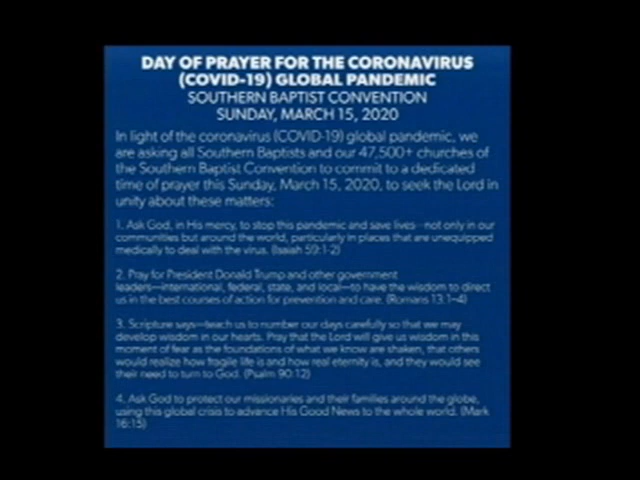 DAY OF PRAYER FOR THE CORONAVIRUS
(COVID-19) GLOBAL PANDEMIC
SOUTHERN BAPTIST CONVENTION
SUNDAY, MARCH 15, 2020
In light of the coronavirus (COVID-19) global pandemic, we
are asking all Southern Baptists and our 47,500+ churches of
the Southern Baptist Convention to commit to a dedicated
time of prayer this Sunday, March 15, 2020, to seek the Lord in
unity about these matters:
1. Ask God, in His mercy, to stop this pandemic and save lives—not only in our
communities but around the world, particularly in places that are unequipped
medically to deal with the virus. (Isaiah 59:1-2)
2. Pray for President Donald Trump and other government
leaders—international, federal, state, and local—to have the wisdom to direct
us in the best courses of action for prevention and care. (Romans 13:1-4)
3. Scripture says—teach us to number our days carefully so that we may
develop wisdom in our hearts. Pray that the Lord will give us wisdom in this
moment of fear as the foundations of what we know are shaken, that others
would realize how fragile life is and how real eternity is, and they would see
their need to turn to God. (Psalm 90:12)
4. Ask God to protect our missionaries and their families around the globe,
using this global crisis to advance His Good News to the whole world. (Mark
16:15)